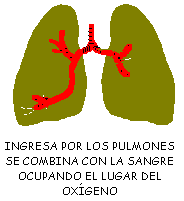 INGRESA POR LOS PULMONES
SE COMBINA CON LA SANGRE
OCUPANDO EL LUGAR DEL
OXÍGENO